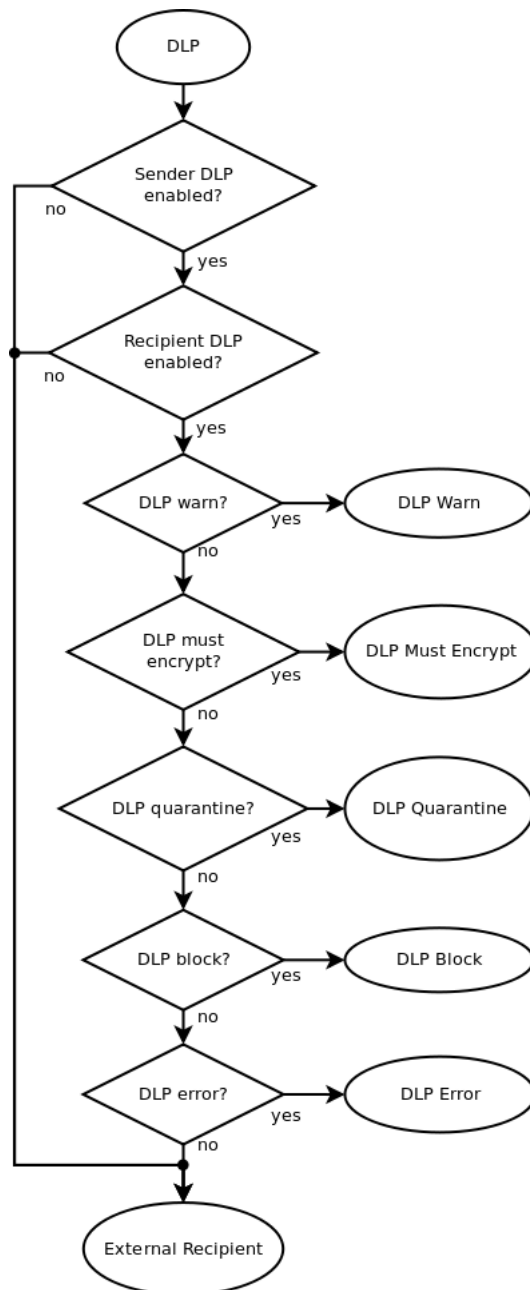 DLP
Sender DLP
enabled?
no
yes
Recipient DLP
enabled?
no
yes
DLP warn?
yes
DLP Warn
no
DLP must
encrypt?
yes
DLP Must Encrypt
no
DLP quarantine?
yes
DLP Quarantine
no
DLP block?
yes
DLP Block
no
DLP error?
yes
DLP Error
no
External Recipient